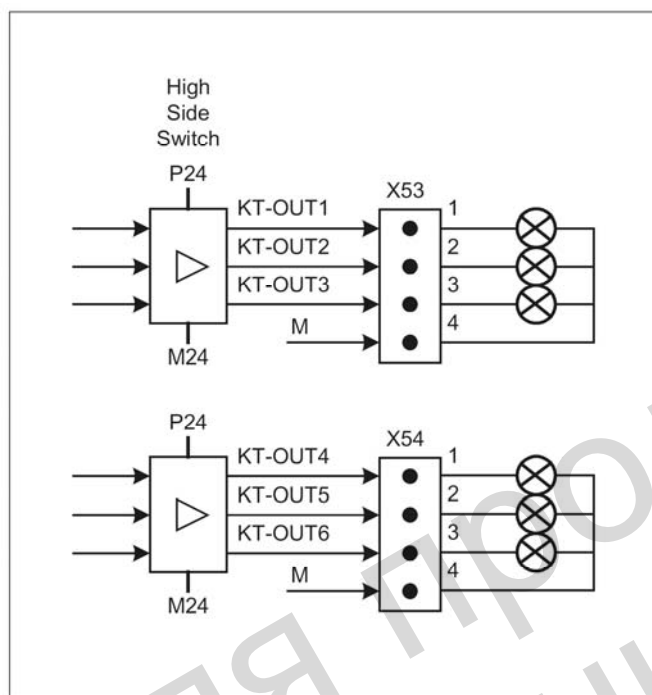 High
Side
Switch
P24
X53
KT-OUT1
1
KT-OUT2
2
KT-OUT3
3
M
4
M24
P24
X54
KT-OUT4
1
KT-OUT5
2
KT-OUT6
3
M
4
M24